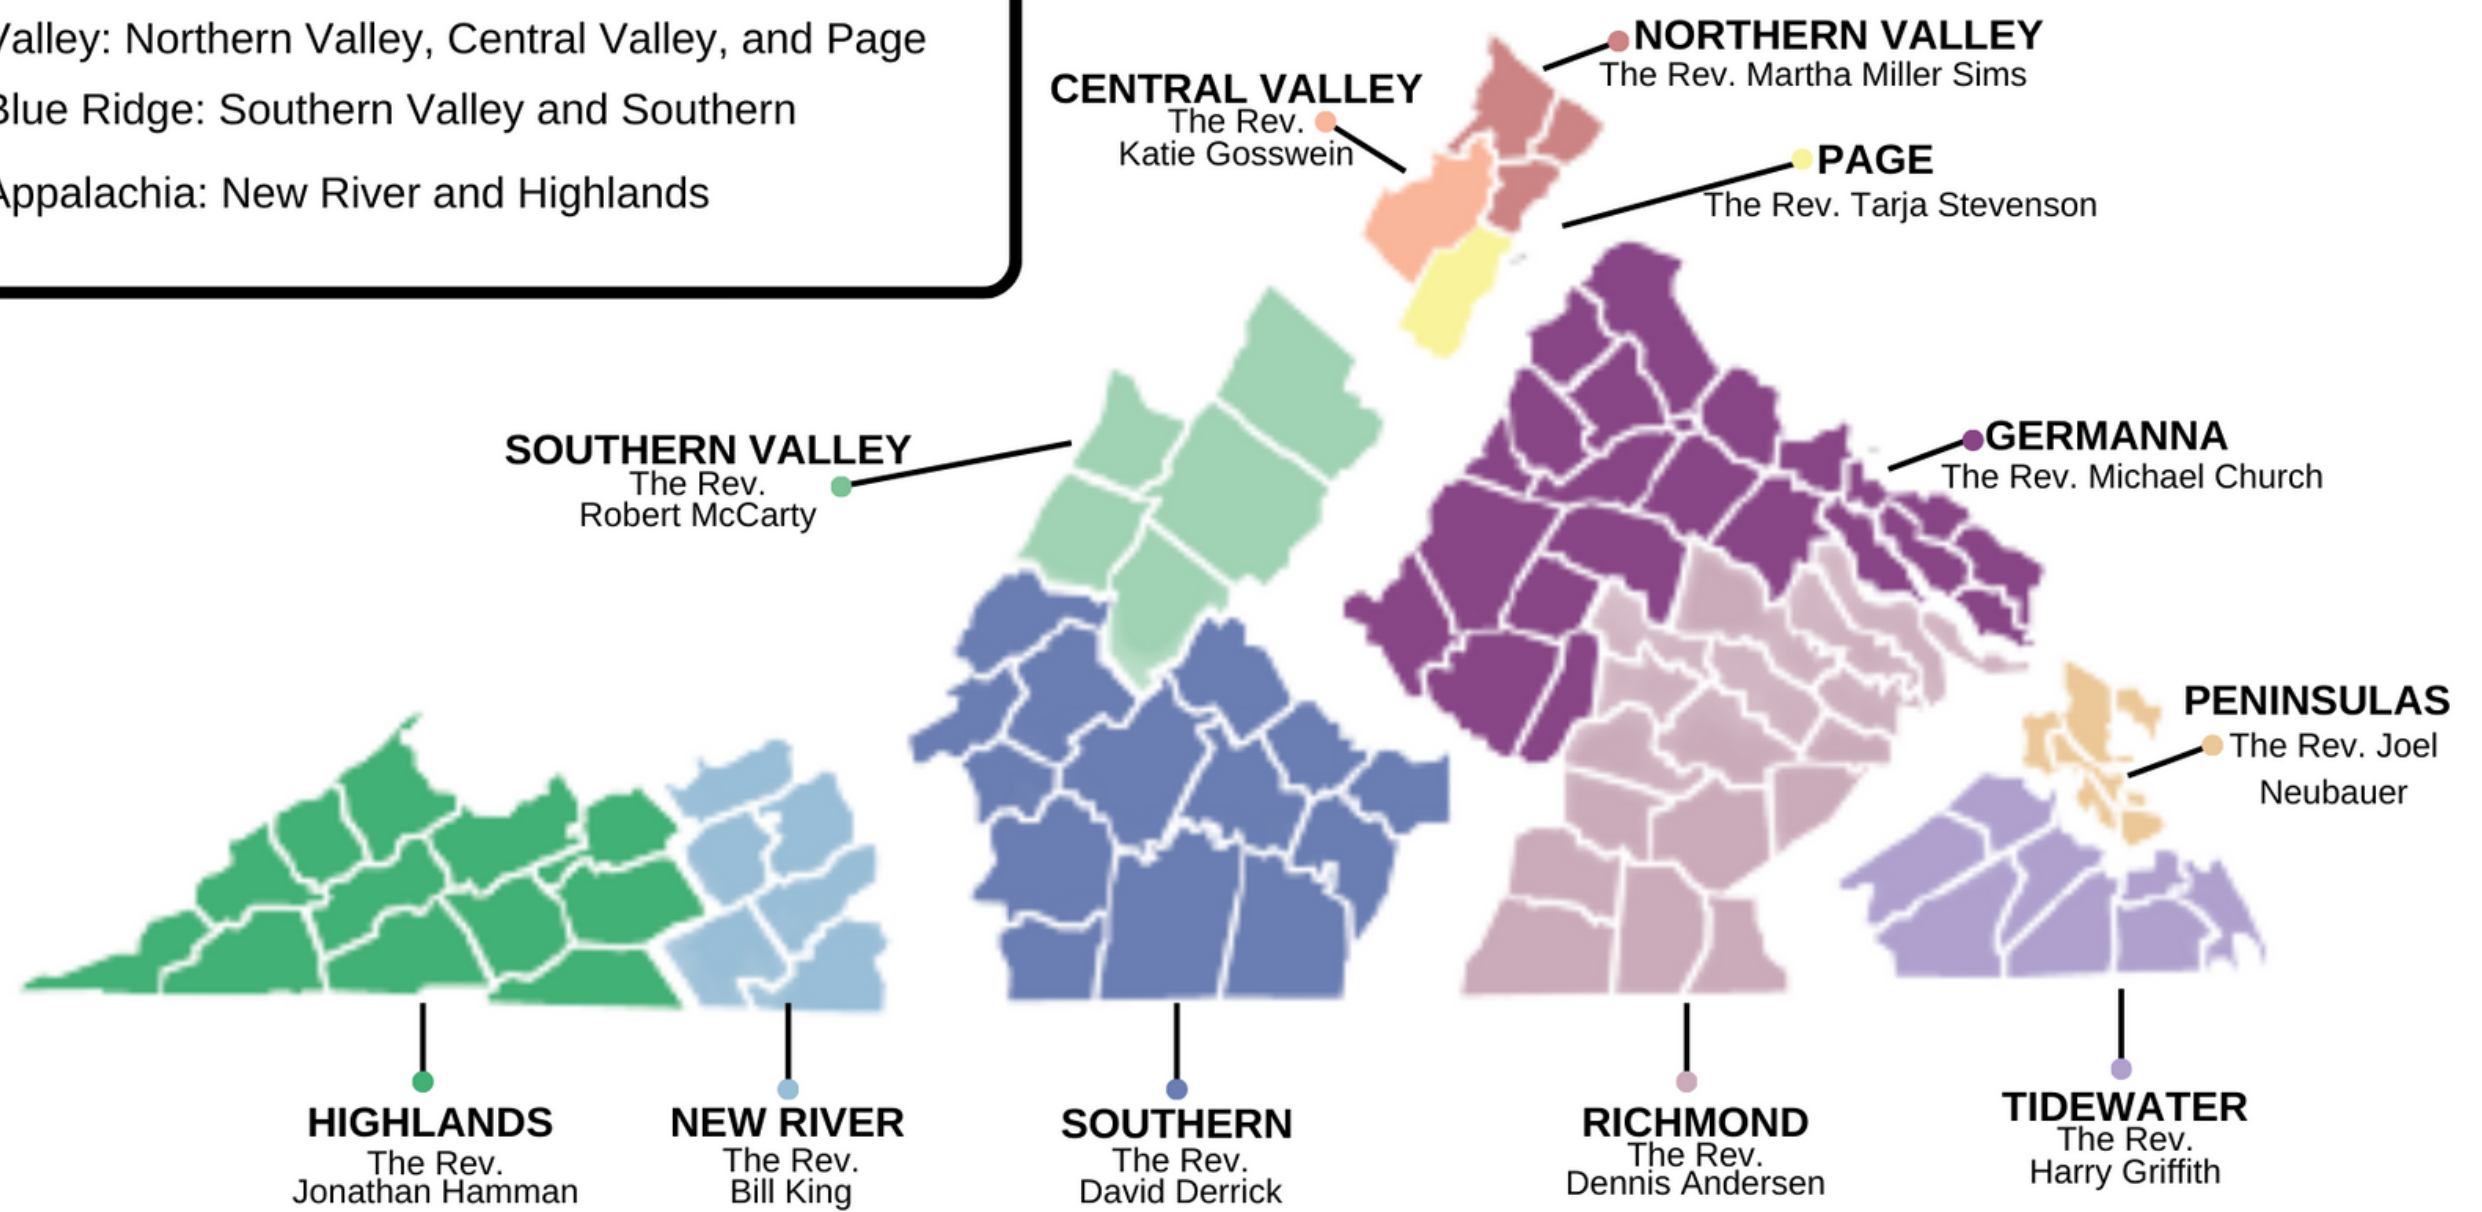 Valley: Northern Valley, Central Valley, and Page
Blue Ridge: Southern Valley and Southern
Appalachia: New River and Highlands
NORTHERN VALLEY
The Rev. Martha Miller Sims
CENTRAL VALLEY
The Rev.
Katie Gosswein
PAGE
The Rev. Tarja Stevenson
SOUTHERN VALLEY
The Rev.
Robert McCarty
GERMANNA
The Rev. Michael Church
PENINSULAS
The Rev. Joel
Neubauer
HIGHLANDS
The Rev.
Jonathan Hamman
NEW RIVER
The Rev.
Bill King
SOUTHERN
The Rev.
David Derrick
RICHMOND
The Rev.
Dennis Andersen
TIDEWATER
The Rev.
Harry Griffith